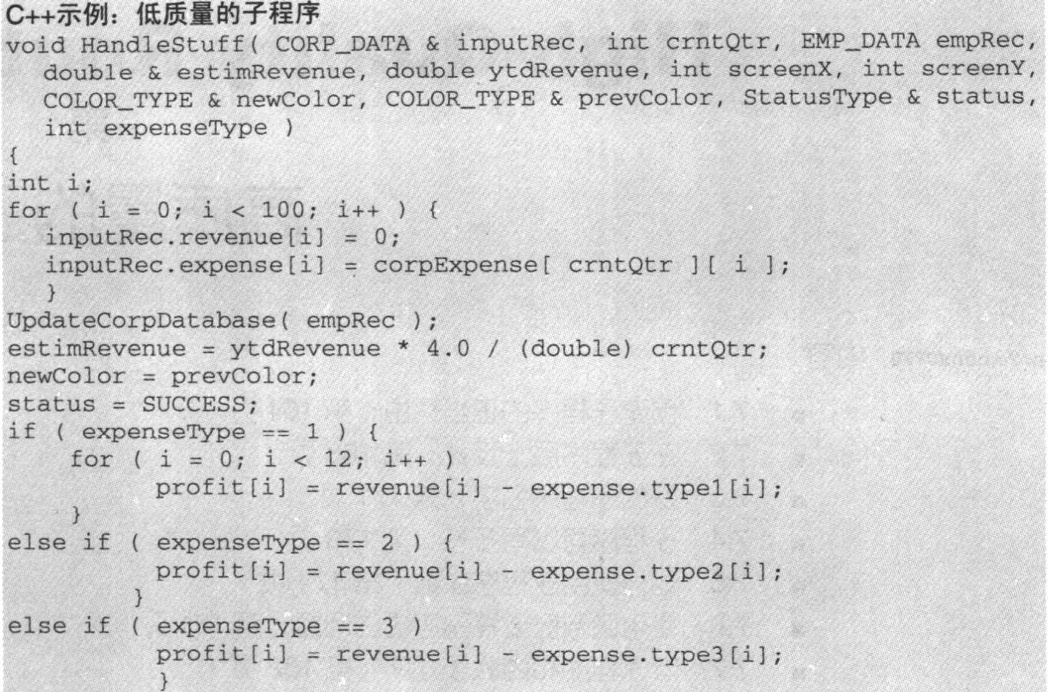 C++示例：低质量的子程序
void HandleStuff( CORP_DATA & inputRec, int crntQtr, EMP_DATA empRec,
double & estimRevenue, double ytdRevenue, int screenX, int screenY,
COLOR_TYPE & newColor, COLOR_TYPE & prevColor, StatusType & status,
int expenseType )
{
int i;
for ( i = 0; i < 100; i++ ) {
inputRec.revenue[i] = 0;
inputRec.expense[i] = corpExpense[ crntQtr ][ i ];
}
UpdateCorpDatabase( empRec );
estimRevenue = ytdRevenue * 4.0 / (double) crntQtr;
newColor = prevColor;
status = SUCCESS;
if ( expenseType == 1 ) {
for ( i = 0; i < 12; i++ )
profit[i] = revenue[i] - expense.type1[i];
}
else if ( expenseType == 2 ) {
profit[i] = revenue[i] - expense.type2[i];
}
else if ( expenseType == 3 )
profit[i] = revenue[i] - expense.type3[i];
}